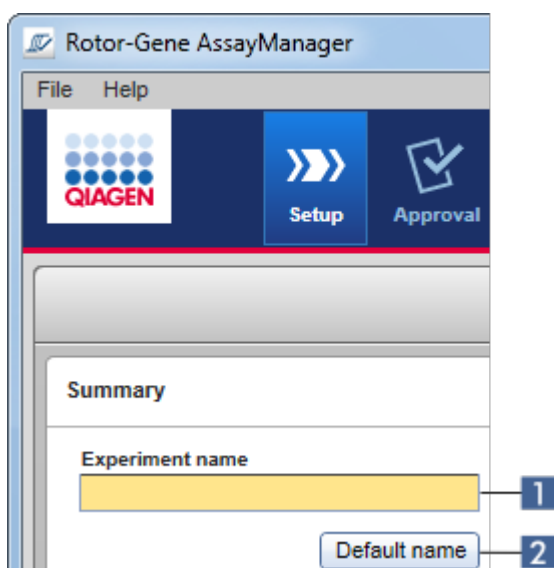 Rotor-Gene AssayManager
File Help
QIAGEN
Setup
Approval
Summary
Experiment name
1
Default name
2